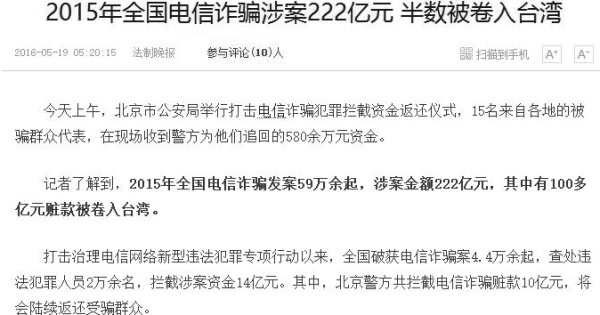 2015年全国电信诈骗涉案222亿元 半数被卷入台湾
2016-05-19 05:20:15 法制晚报 参与评论(10)人 扫描到手机 A+ A-
今天上午，北京市公安局举行打击电信诈骗犯罪拦截资金返还仪式，15名来自各地的被
骗群众代表，在现场收到警方为他们追回的580余万元资金。
记者了解到，2015年全国电信诈骗发案59万余起，涉案金额222亿元，其中有100多
亿元赃款被卷入台湾。
打击治理电信网络新型违法犯罪专项行动以来，全国破获电信诈骗案4.4万余起，查处违
法犯罪人员2万余名，拦截涉案资金14亿元。其中，北京警方共拦截电信诈骗赃款10亿元，将
会陆续返还受骗群众。